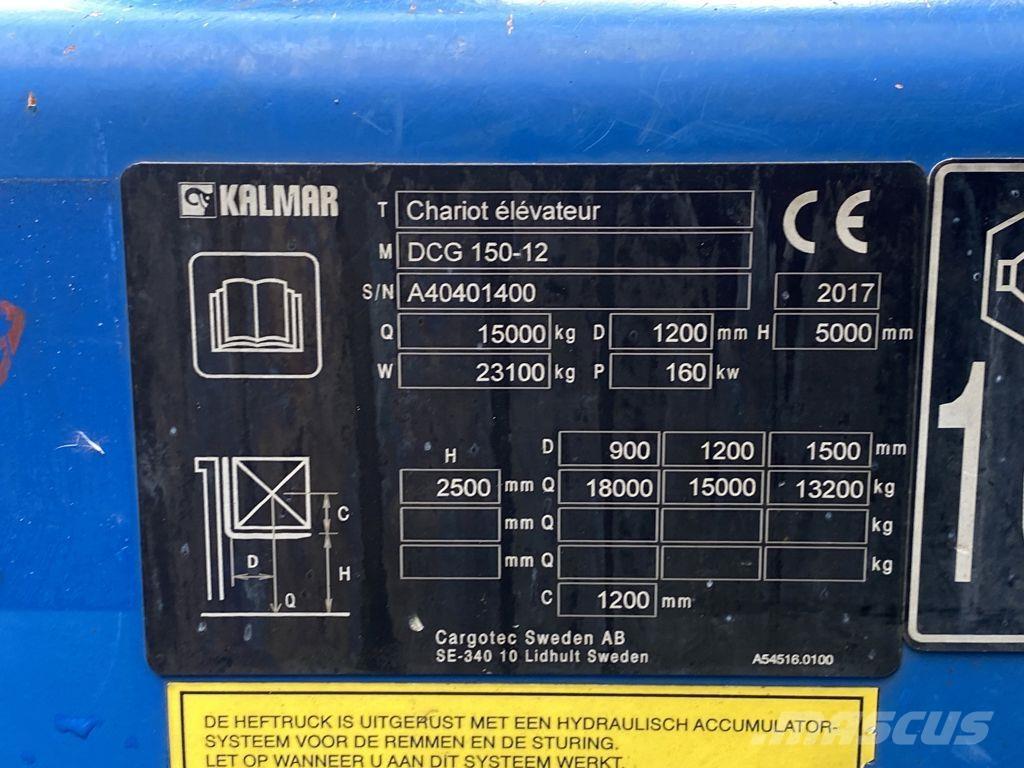 KALMAR
T Chariot élévateur
M DCG 150-12
S/N A40401400 2017
Q 15000 kg D 1200 mm H 5000 mm
W 23100 kg P 160 kw
CE
H D 900 1200 1500 mm
2500 mm Q 18000 15000 13200 kg
mm Q kg
mm Q kg
C 1200 mm
C
D H
Q
Cargotec Sweden AB
SE-340 10 Lidhult Sweden A54516.0100
DE HEFTRUCK IS UITGERUST MET EEN HYDRAULISCH ACCUMULATOR-
SYSTEEM VOOR DE REMMEN EN DE STURING.
LET OP WANNEER U AAN DIT SYSTEEM WERKT.
MASCUS